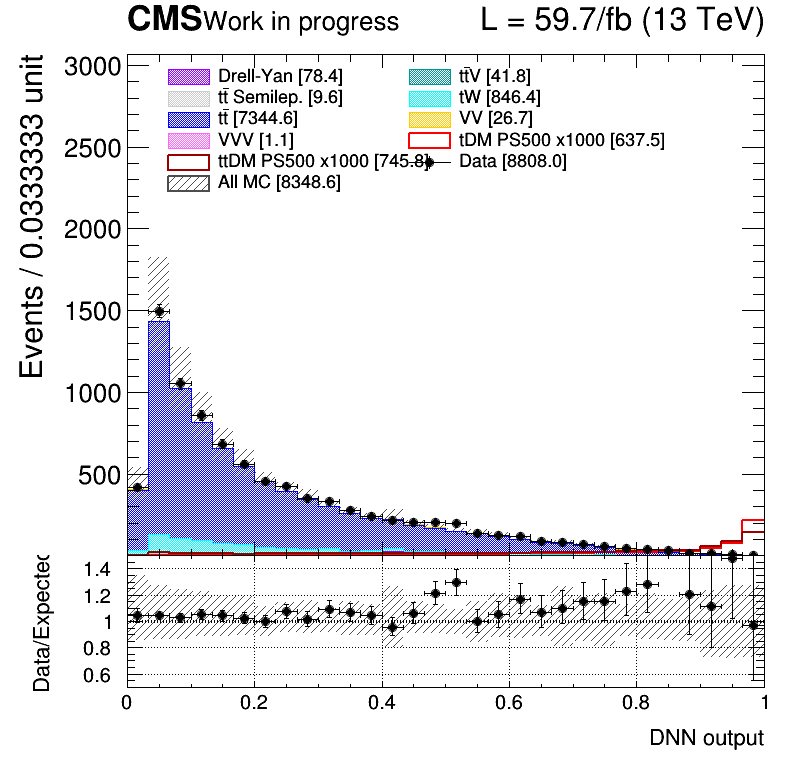 CMS Work in progress L = 59.7/fb (13 TeV)
Events / 0.0333333 unit
3000
2500
2000
1500
1000
500
Drell-Yan [78.4]
tt̄V [41.8]
tt̄ Semilep. [9.6]
tW [846.4]
tt̄ [7344.6]
VV [26.7]
VVV [1.1]
tDM PS500 x1000 [637.5]
ttDM PS500 x1000 [745.8]
Data [8808.0]
All MC [8348.6]
Data/Expected
1.4
1.2
1
0.8
0.6
0 0.2 0.4 0.6 0.8 1
DNN output